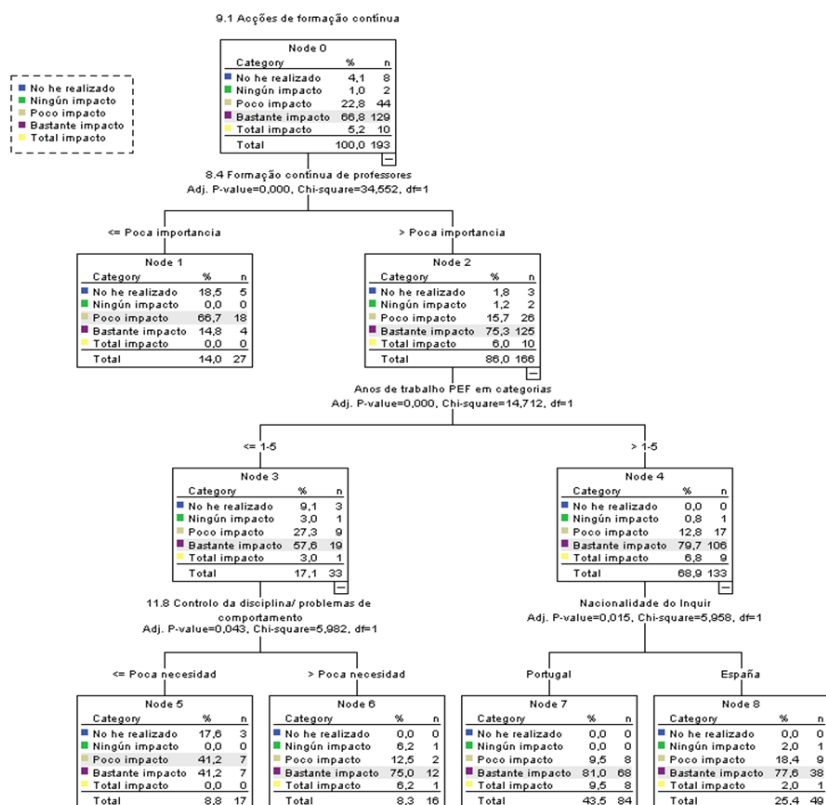 9.1 Acções de formação contínua
No he realizado
Ningún impacto
Poco impacto
Bastante impacto
Total impacto
Node 0
Category % n
No he realizado 4,1 8
Ningún impacto 1,0 2
Poco impacto 22,8 44
Bastante impacto 66,8 129
Total impacto 5,2 10
Total 100,0 193
8.4 Formação contínua de professores
Adj. P-value=0,000, Chi-square=34,552, df=1
<= Poca importancia
> Poca importancia
Node 1
Category % n
No he realizado 18,5 5
Ningún impacto 0,0 0
Poco impacto 66,7 18
Bastante impacto 14,8 4
Total impacto 0,0 0
Total 14,0 27
Node 2
Category % n
No he realizado 1,8 3
Ningún impacto 1,2 2
Poco impacto 15,7 26
Bastante impacto 75,3 125
Total impacto 6,0 10
Total 86,0 166
Anos de trabalho PEF em categorias
Adj. P-value=0,000, Chi-square=14,712, df=1
<= 1-5
> 1-5
Node 3
Category % n
No he realizado 9,1 3
Ningún impacto 3,0 1
Poco impacto 27,3 9
Bastante impacto 57,6 19
Total impacto 3,0 1
Total 17,1 33
Node 4
Category % n
No he realizado 0,0 0
Ningún impacto 0,8 1
Poco impacto 12,8 17
Bastante impacto 79,7 106
Total impacto 6,8 9
Total 68,9 133
11.8 Controlo da disciplina/ problemas de
comportamento
Adj. P-value=0,043, Chi-square=5,982, df=1
Nacionalidade do Inquir
Adj. P-value=0,015, Chi-square=5,958, df=1
<= Poca necesidad
> Poca necesidad
Portugal
España
Node 5
Category % n
No he realizado 17,6 3
Ningún impacto 0,0 0
Poco impacto 41,2 7
Bastante impacto 41,2 7
Total impacto 0,0 0
Total 8,8 17
Node 6
Category % n
No he realizado 0,0 0
Ningún impacto 6,2 1
Poco impacto 12,5 2
Bastante impacto 75,0 12
Total impacto 6,2 1
Total 8,3 16
Node 7
Category % n
No he realizado 0,0 0
Ningún impacto 0,0 0
Poco impacto 9,5 8
Bastante impacto 81,0 68
Total impacto 9,5 8
Total 43,5 84
Node 8
Category % n
No he realizado 0,0 0
Ningún impacto 2,0 1
Poco impacto 18,4 9
Bastante impacto 77,6 38
Total impacto 2,0 1
Total 25,4 49